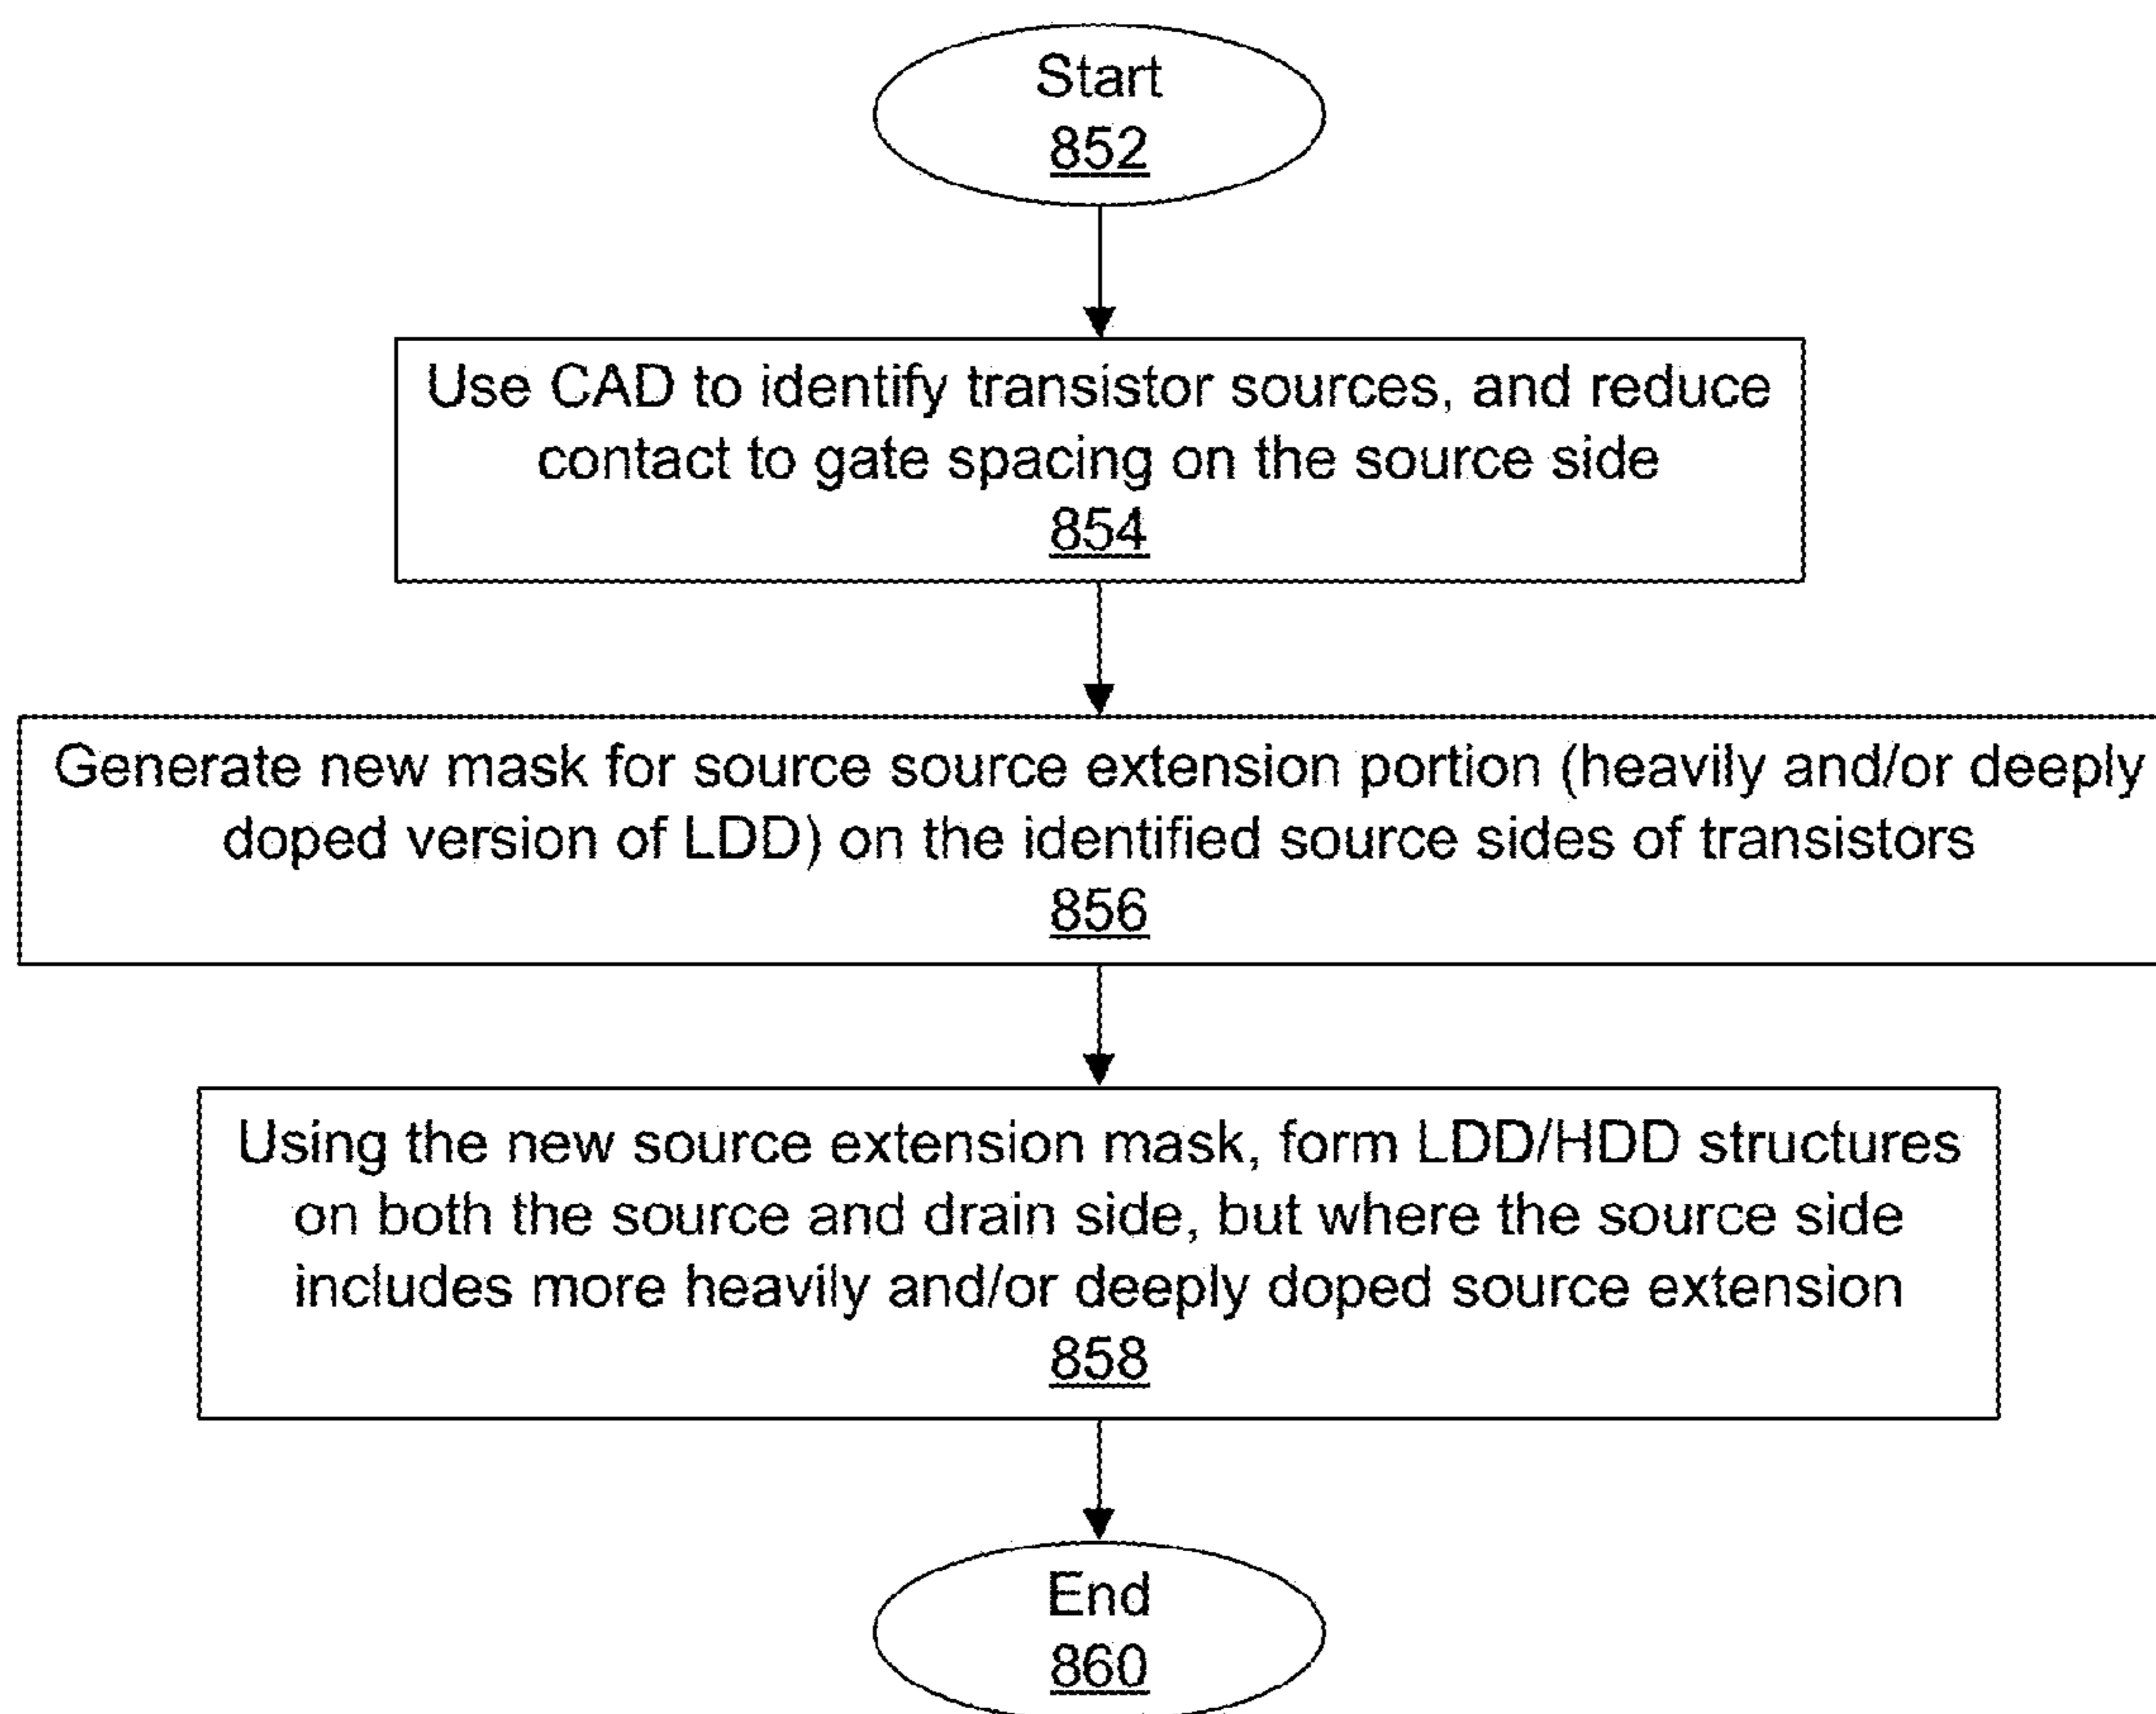 Start
852
Use CAD to identify transistor sources, and reduce
contact to gate spacing on the source side
854
Generate new mask for source source extension portion (heavily and/or deeply
doped version of LDD) on the identified source sides of transistors
856
Using the new source extension mask, form LDD/HDD structures
on both the source and drain side, but where the source side
includes more heavily and/or deeply doped source extension
858
End
860